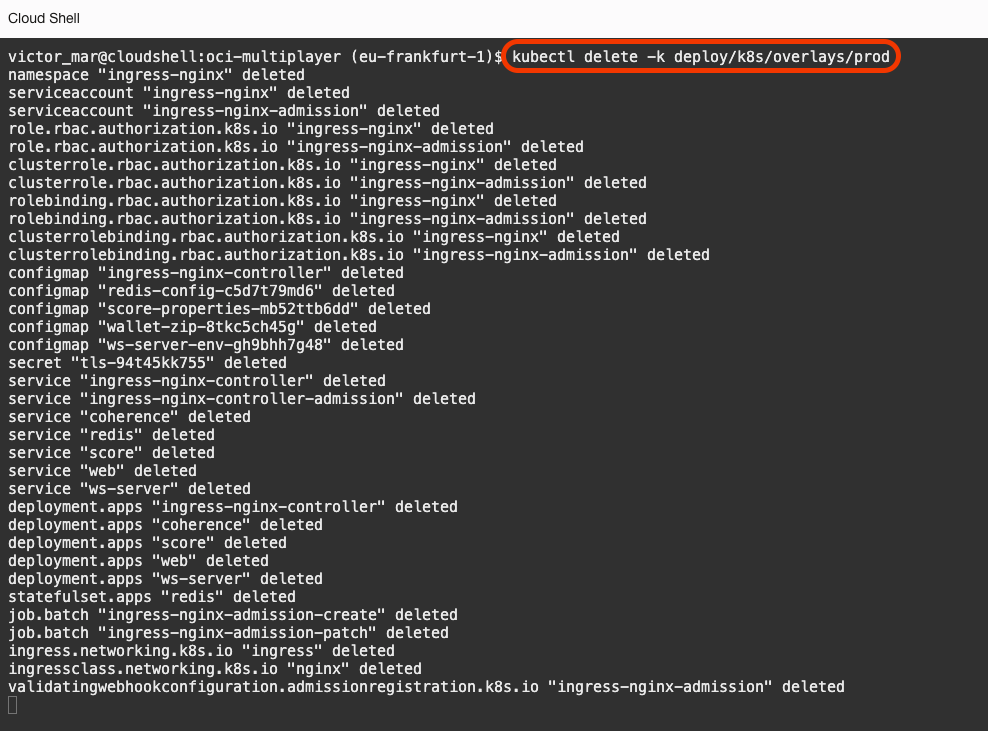 Cloud Shell
victor_mar@cloudshell:oci-multiplayer (eu-frankfurt-1)$ kubectl delete -k deploy/k8s/overlays/prod
namespace "ingress-nginx" deleted
serviceaccount "ingress-nginx" deleted
serviceaccount "ingress-nginx-admission" deleted
role.rbac.authorization.k8s.io "ingress-nginx" deleted
role.rbac.authorization.k8s.io "ingress-nginx-admission" deleted
clusterrole.rbac.authorization.k8s.io "ingress-nginx" deleted
clusterrole.rbac.authorization.k8s.io "ingress-nginx-admission" deleted
rolebinding.rbac.authorization.k8s.io "ingress-nginx" deleted
rolebinding.rbac.authorization.k8s.io "ingress-nginx-admission" deleted
clusterrolebinding.rbac.authorization.k8s.io "ingress-nginx" deleted
clusterrolebinding.rbac.authorization.k8s.io "ingress-nginx-admission" deleted
configmap "ingress-nginx-controller" deleted
configmap "redis-config-c5d7t79md6" deleted
configmap "score-properties-mb52ttb6dd" deleted
configmap "wallet-zip-8tkc5ch45g" deleted
configmap "ws-server-env-gh9bhh7g48" deleted
secret "tls-94t45kk755" deleted
service "ingress-nginx-controller" deleted
service "ingress-nginx-controller-admission" deleted
service "coherence" deleted
service "redis" deleted
service "score" deleted
service "web" deleted
service "ws-server" deleted
deployment.apps "ingress-nginx-controller" deleted
deployment.apps "coherence" deleted
deployment.apps "score" deleted
deployment.apps "web" deleted
deployment.apps "ws-server" deleted
statefulset.apps "redis" deleted
job.batch "ingress-nginx-admission-create" deleted
job.batch "ingress-nginx-admission-patch" deleted
ingress.networking.k8s.io "ingress" deleted
ingressclass.networking.k8s.io "nginx" deleted
validatingwebhookconfiguration.admissionregistration.k8s.io "ingress-nginx-admission" deleted